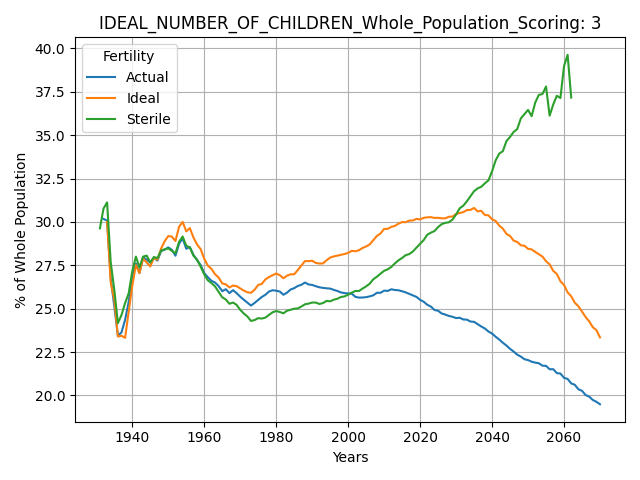 IDEAL_NUMBER_OF_CHILDREN_Whole_Population_Scoring: 3
Fertility
Actual
Ideal
Sterile
% of Whole Population
40.0
37.5
35.0
32.5
30.0
27.5
25.0
22.5
20.0
1940 1960 1980 2000 2020 2040 2060
Years